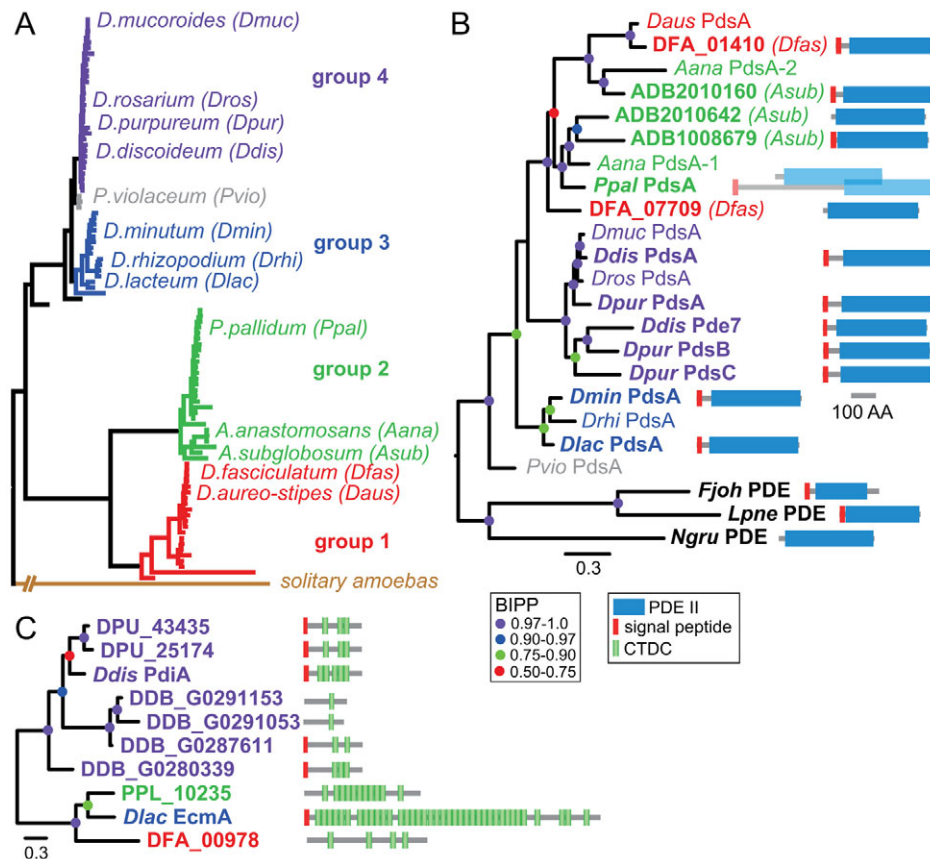 A
D.mucoroides (Dmuc)
group 4
D.rosarium (Dros)
D.purpureum (Dpur)
D.discoideum (Ddis)
P.violaceum (Pvio)
D.minutum (Dmin)
group 3
D.rhizopodium (Drhi)
D.lacteum (Dlac)
P.pallidum (Ppal)
group 2
A.anastomosans (Aana)
A.subglobosum (Asub)
D.fasciculatum (Dfas)
D.aureo-stipes (Daus)
group 1
solitary amoebas
B
Daus PdsA
DFA_01410 (Dfas)
Aana PdsA-2
ADB2010160 (Asub)
ADB2010642 (Asub)
ADB1008679 (Asub)
Aana PdsA-1
Ppal PdsA
DFA_07709 (Dfas)
Dmuc PdsA
Ddis PdsA
Dros PdsA
Dpur PdsA
Ddis Pde7
Dpur PdsB
Dpur PdsC
100 AA
Dmin PdsA
Drhi PdsA
Dlac PdsA
Pvio PdsA
Fjoh PDE
Lpne PDE
Ngru PDE
0.3
BIPP
0.97-1.0
0.90-0.97
0.75-0.90
0.50-0.75
PDE II
signal peptide
CTDC
C
DPU_43435
DPU_25174
Ddis PdiA
DDB_G0291153
DDB_G0291053
DDB_G0287611
DDB_G0280339
PPL_10235
Dlac EcmA
DFA_00978
0.3